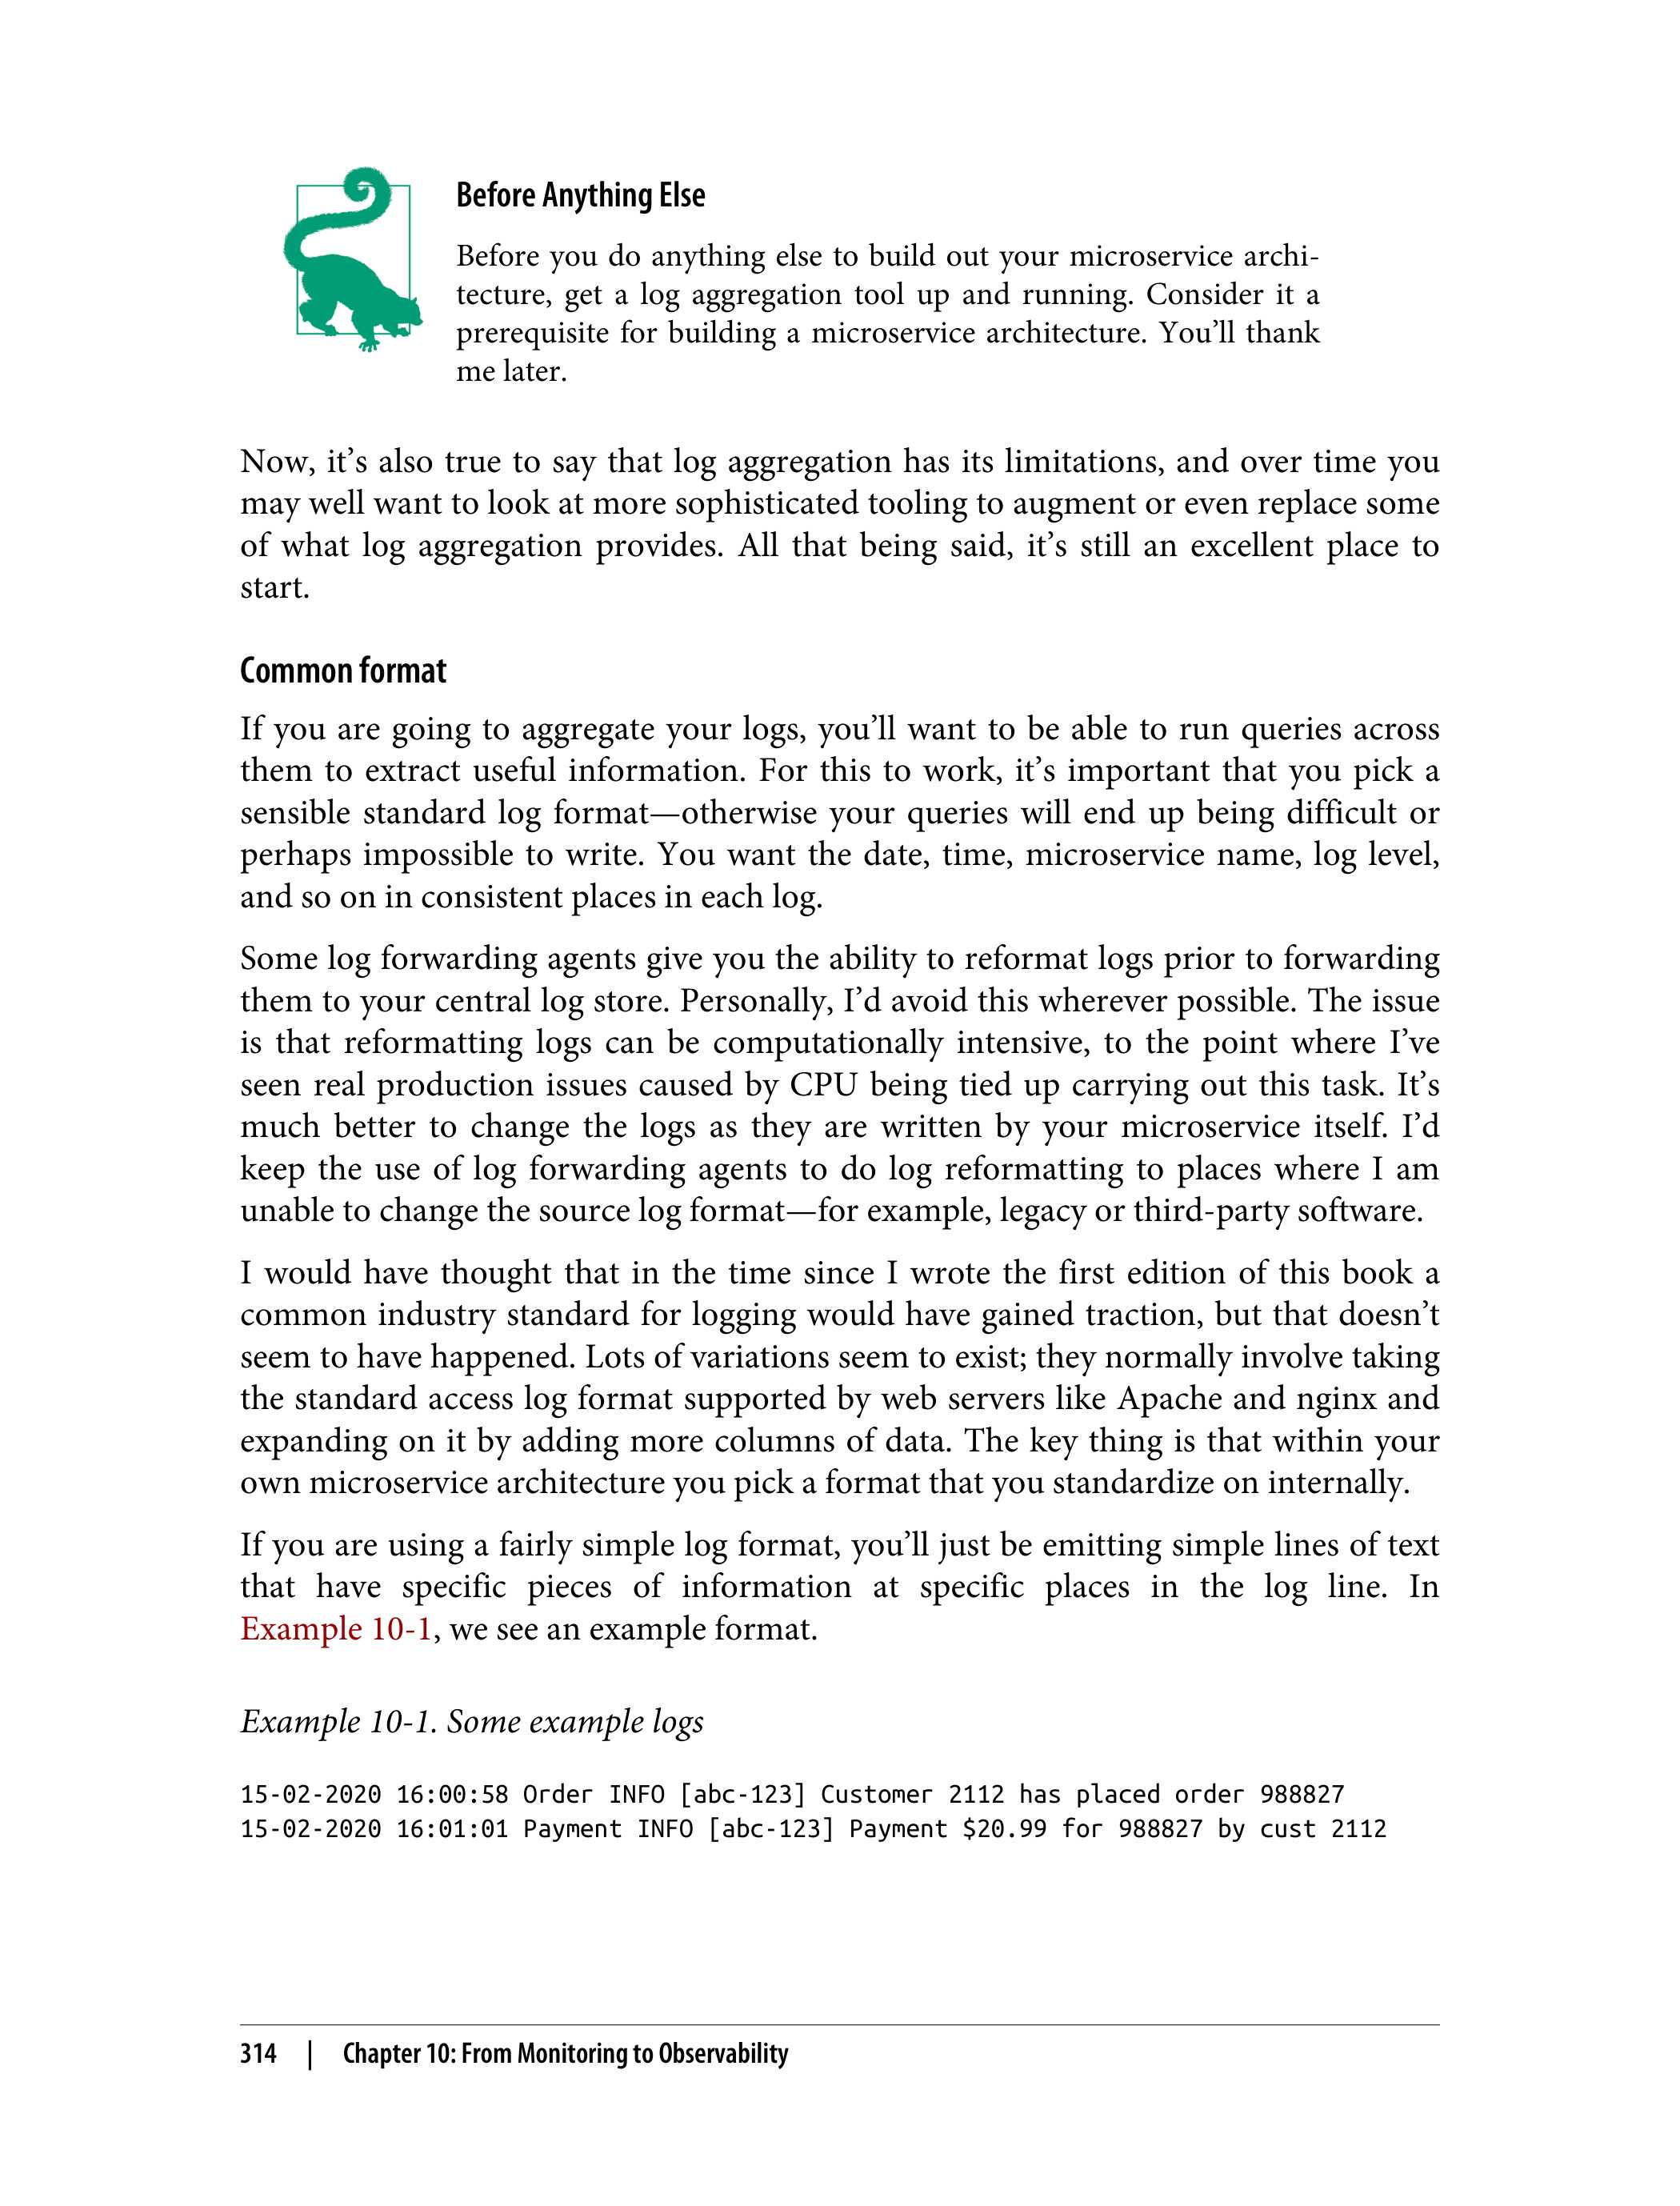 Before Anything Else
Before you do anything else to build out your microservice archi-
tecture, get a log aggregation tool up and running. Consider it a
prerequisite for building a microservice architecture. You’ll thank
me later.
Now, it’s also true to say that log aggregation has its limitations, and over time you
may well want to look at more sophisticated tooling to augment or even replace some
of what log aggregation provides. All that being said, it’s still an excellent place to
start.
Common format
If you are going to aggregate your logs, you’ll want to be able to run queries across
them to extract useful information. For this to work, it’s important that you pick a
sensible standard log format—otherwise your queries will end up being difficult or
perhaps impossible to write. You want the date, time, microservice name, log level,
and so on in consistent places in each log.
Some log forwarding agents give you the ability to reformat logs prior to forwarding
them to your central log store. Personally, I’d avoid this wherever possible. The issue
is that reformatting logs can be computationally intensive, to the point where I’ve
seen real production issues caused by CPU being tied up carrying out this task. It’s
much better to change the logs as they are written by your microservice itself. I’d
keep the use of log forwarding agents to do log reformatting to places where I am
unable to change the source log format—for example, legacy or third-party software.
I would have thought that in the time since I wrote the first edition of this book a
common industry standard for logging would have gained traction, but that doesn’t
seem to have happened. Lots of variations seem to exist; they normally involve taking
the standard access log format supported by web servers like Apache and nginx and
expanding on it by adding more columns of data. The key thing is that within your
own microservice architecture you pick a format that you standardize on internally.
If you are using a fairly simple log format, you’ll just be emitting simple lines of text
that have specific pieces of information at specific places in the log line. In
Example 10-1, we see an example format.
Example 10-1. Some example logs
15-02-2020 16:00:58 Order INFO [abc-123] Customer 2112 has placed order 988827
15-02-2020 16:01:01 Payment INFO [abc-123] Payment $20.99 for 988827 by cust 2112
314 | Chapter 10: From Monitoring to Observability